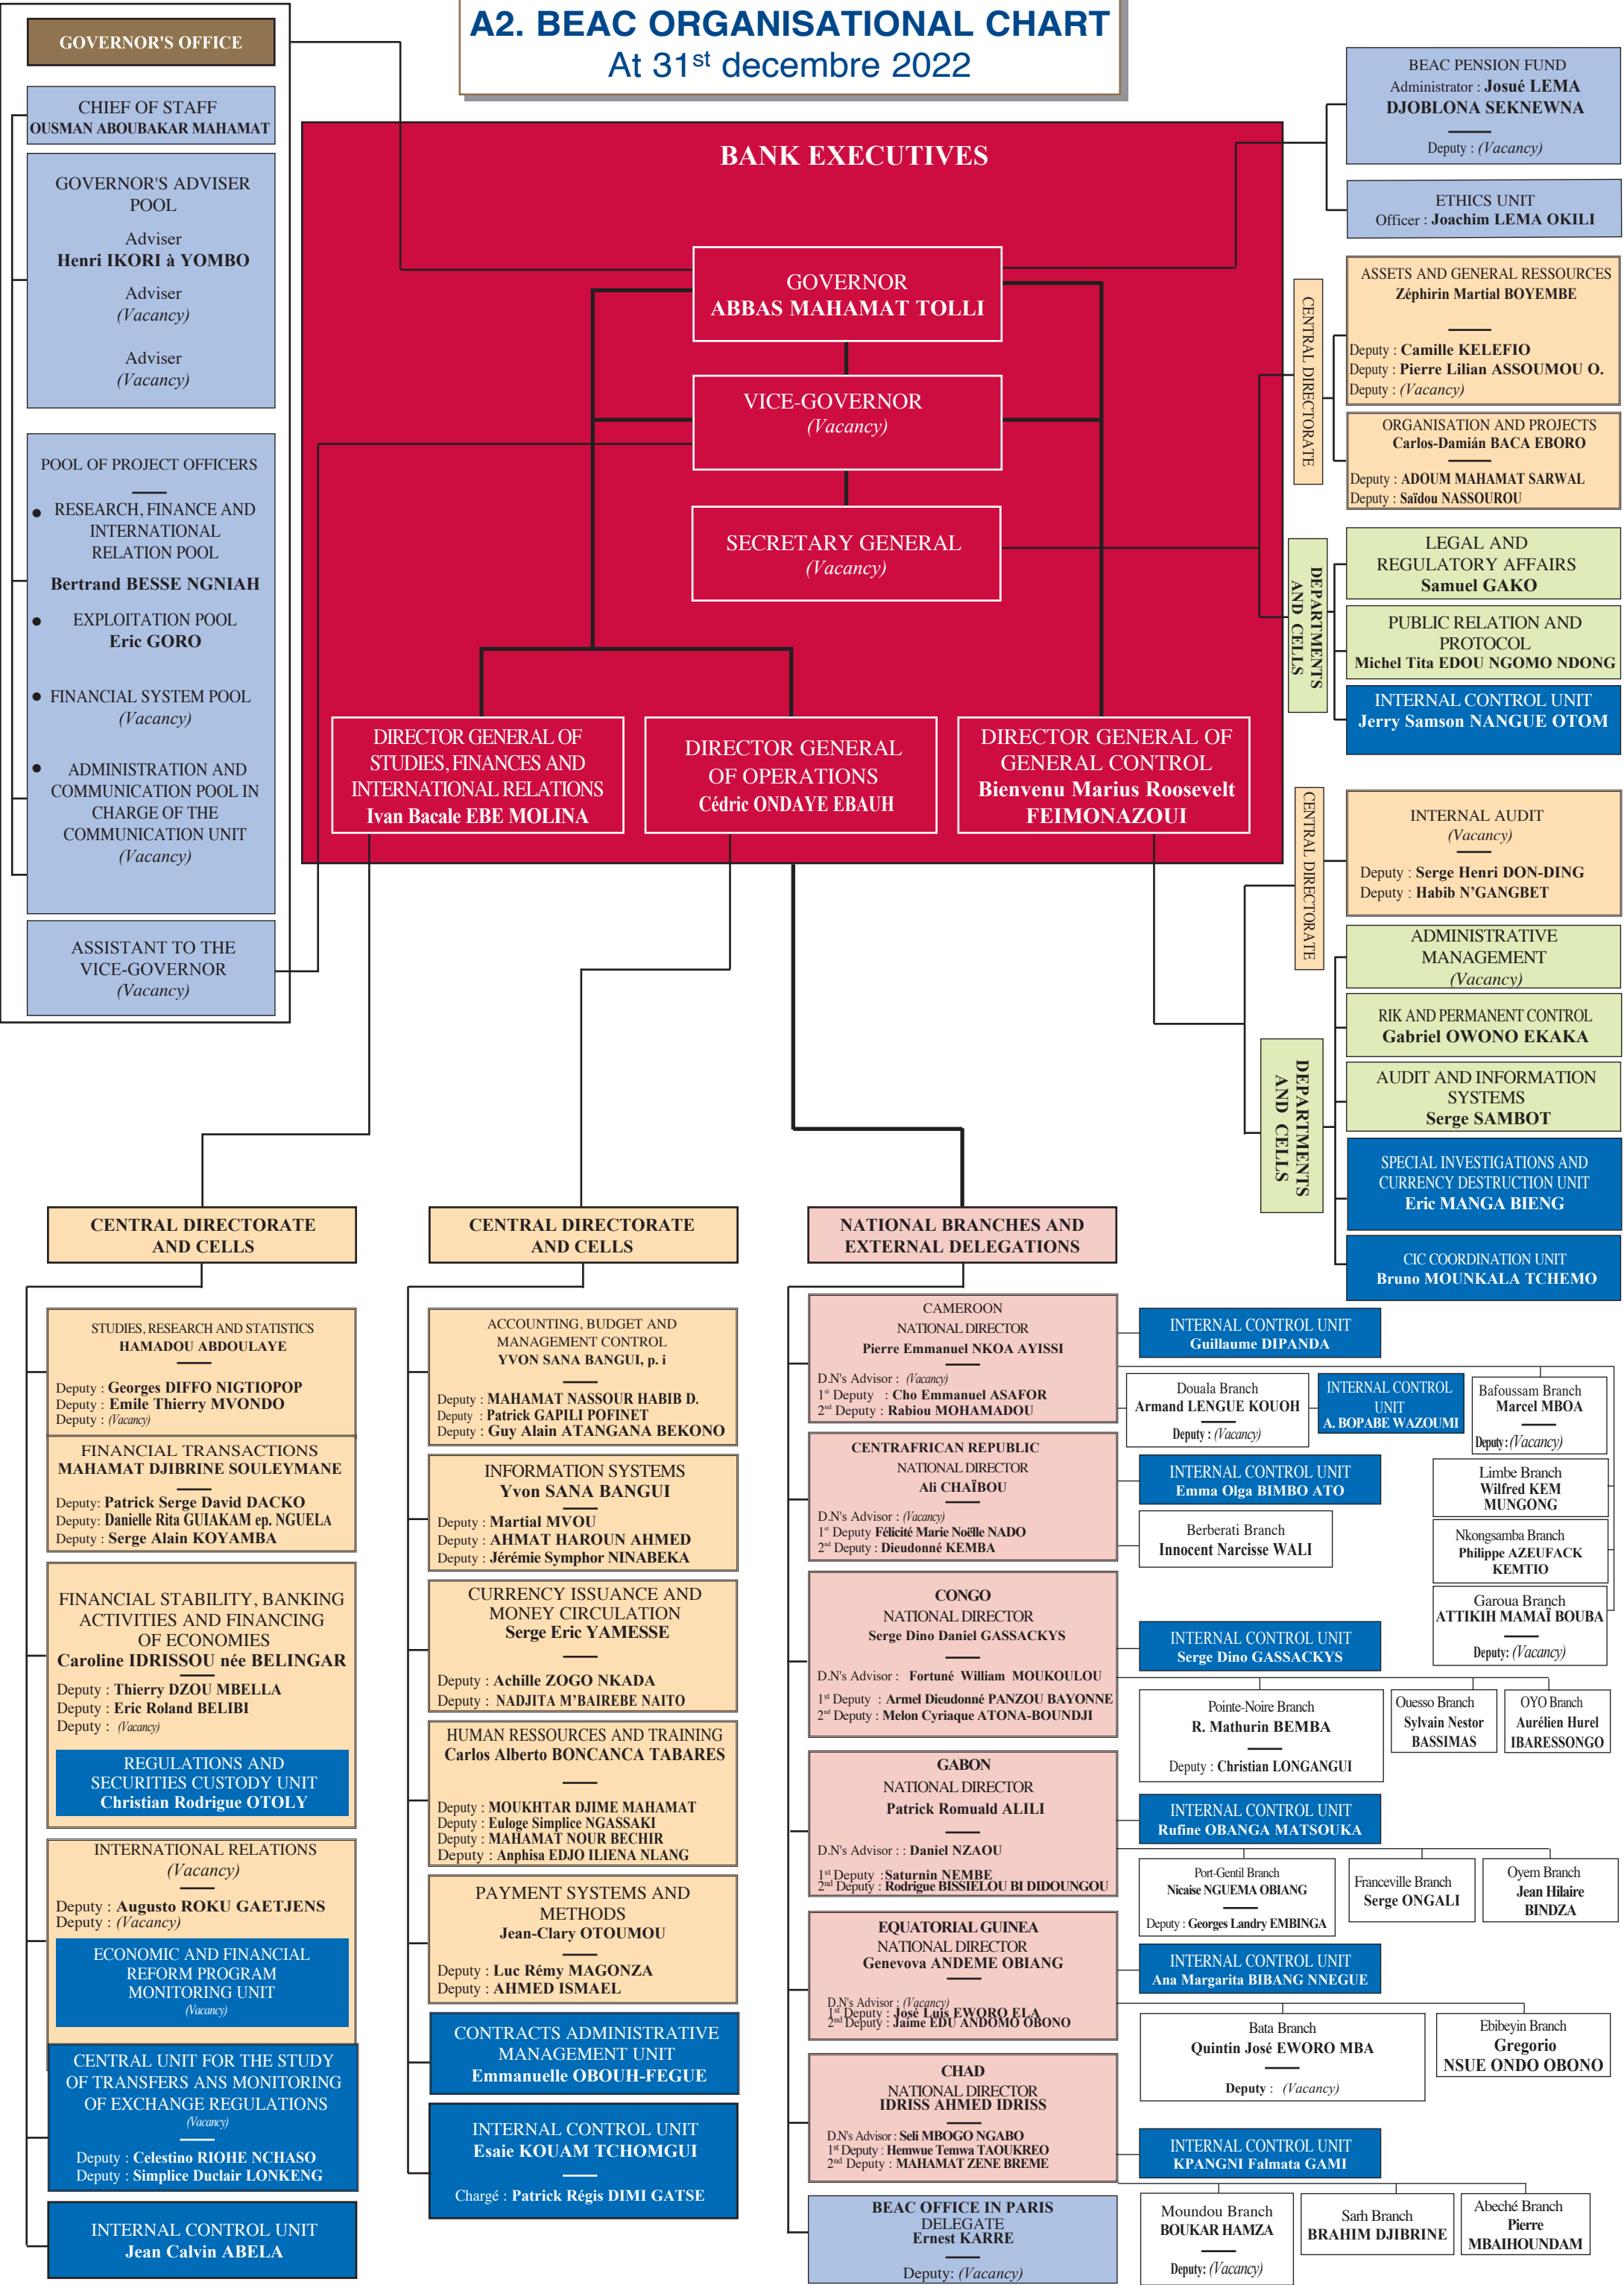 A2. BEAC ORGANISATIONAL CHART
At 31st decembre 2022
GOVERNOR'S OFFICE
CHIEF OF STAFF
OUSMAN ABOUBAKAR MAHAMAT
GOVERNOR'S ADVISER
POOL
Adviser
Henri IKORI à YOMBO
Adviser
(Vacancy)
Adviser
(Vacancy)
POOL OF PROJECT OFFICERS
• RESEARCH, FINANCE AND
INTERNATIONAL
RELATION POOL
Bertrand BESSE NGNIAH
• EXPLOITATION POOL
Eric GORO
• FINANCIAL SYSTEM POOL
(Vacancy)
• ADMINISTRATION AND
COMMUNICATION POOL IN
CHARGE OF THE
COMMUNICATION UNIT
(Vacancy)
ASSISTANT TO THE
VICE-GOVERNOR
(Vacancy)
BANK EXECUTIVES
GOVERNOR
ABBAS MAHAMAT TOLLI
VICE-GOVERNOR
(Vacancy)
SECRETARY GENERAL
(Vacancy)
DIRECTOR GENERAL OF
STUDIES, FINANCES AND
INTERNATIONAL RELATIONS
Ivan Bacale EBE MOLINA
DIRECTOR GENERAL
OF OPERATIONS
Cédric ONDAYE EBAUH
DIRECTOR GENERAL OF
GENERAL CONTROL
Bienvenu Marius Roosevelt
FEIMONAZOUI
BEAC PENSION FUND
Administrator : Josué LEMA
DJOBLONA SEKNEWNA
Deputy : (Vacancy)
ETHICS UNIT
Officer : Joachim LEMA OKILI
CENTRAL DIRECTORATE
ASSETS AND GENERAL RESSOURCES
Zéphirin Martial BOYEMBE
Deputy : Camille KELEFIO
Deputy : Pierre Lilian ASSOUMOU O.
Deputy : (Vacancy)
ORGANISATION AND PROJECTS
Carlos-Damián BACA EBORO
Deputy : ADOUM MAHAMAT SARWAL
Deputy : Saïdou NASSOUROU
DEPARTMENTS
AND CELLS
LEGAL AND
REGULATORY AFFAIRS
Samuel GAKO
PUBLIC RELATION AND
PROTOCOL
Michel Tita EDOU NGOMO NDONG
INTERNAL CONTROL UNIT
Jerry Samson NANGUE OTOM
CENTRAL DIRECTORATE
INTERNAL AUDIT
(Vacancy)
Deputy : Serge Henri DON-DING
Deputy : Habib N'GANGBET
DEPARTMENTS
AND CELLS
ADMINISTRATIVE
MANAGEMENT
(Vacancy)
RIK AND PERMANENT CONTROL
Gabriel OWONO EKAKA
AUDIT AND INFORMATION
SYSTEMS
Serge SAMBOT
SPECIAL INVESTIGATIONS AND
CURRENCY DESTRUCTION UNIT
Eric MANGA BIENG
CIC COORDINATION UNIT
Bruno MOUNKALA TCHEMO
CENTRAL DIRECTORATE
AND CELLS
STUDIES, RESEARCH AND STATISTICS
HAMADOU ABDOULAYE
Deputy : Georges DIFFO NIGTIOPOP
Deputy : Emile Thierry MVONDO
Deputy : (Vacancy)
FINANCIAL TRANSACTIONS
MAHAMAT DJIBRINE SOULEYMANE
Deputy: Patrick Serge David DACKO
Deputy: Danielle Rita GUIAKAM ep. NGUELA
Deputy : Serge Alain KOYAMBA
FINANCIAL STABILITY, BANKING
ACTIVITIES AND FINANCING
OF ECONOMIES
Caroline IDRISSOU née BELINGAR
Deputy : Thierry DZOU MBELLA
Deputy : Eric Roland BELIBI
Deputy : (Vacancy)
REGULATIONS AND
SECURITIES CUSTODY UNIT
Christian Rodrigue OTOLY
INTERNATIONAL RELATIONS
(Vacancy)
Deputy : Augusto ROKU GAETJENS
Deputy : (Vacancy)
ECONOMIC AND FINANCIAL
REFORM PROGRAM
MONITORING UNIT
(Vacancy)
CENTRAL UNIT FOR THE STUDY
OF TRANSFERS ANS MONITORING
OF EXCHANGE REGULATIONS
(Vacancy)
Deputy : Celestino RIOHE NCHASO
Deputy : Simplice Duclair LONKENG
INTERNAL CONTROL UNIT
Jean Calvin ABELA
CENTRAL DIRECTORATE
AND CELLS
ACCOUNTING, BUDGET AND
MANAGEMENT CONTROL
YVON SANA BANGUI, p. i
Deputy : MAHAMAT NASSOUR HABIB D.
Deputy : Patrick GAPILI POFINET
Deputy : Guy Alain ATANGANA BEKONO
INFORMATION SYSTEMS
Yvon SANA BANGUI
Deputy : Martial MVOU
Deputy : AHMAT HAROUN AHMED
Deputy : Jérémie Symphor NINABEKA
CURRENCY ISSUANCE AND
MONEY CIRCULATION
Serge Eric YAMESSE
Deputy : Achille ZOGO NKADA
Deputy : NADJITA M'BAIREBE NAITO
HUMAN RESSOURCES AND TRAINING
Carlos Alberto BONCANCA TABARES
Deputy : MOUKHTAR DJIME MAHAMAT
Deputy : Euloge Simplice NGASSAKI
Deputy : MAHAMAT NOUR BECHIR
Deputy : Anphisa EDJO ILIENA NLANG
PAYMENT SYSTEMS AND
METHODS
Jean-Clary OTOUMOU
Deputy : Luc Rémy MAGONZA
Deputy : AHMED ISMAEL
CONTRACTS ADMINISTRATIVE
MANAGEMENT UNIT
Emmanuelle OBOUH-FEGUE
INTERNAL CONTROL UNIT
Esaie KOUAM TCHOMGUI
Chargé : Patrick Régis DIMI GATSE
NATIONAL BRANCHES AND
EXTERNAL DELEGATIONS
CAMEROON
NATIONAL DIRECTOR
Pierre Emmanuel NKOA AYISSI
D.N's Advisor : (Vacancy)
1st Deputy : Cho Emmanuel ASAFOR
2nd Deputy : Rabiou MOHAMADOU
INTERNAL CONTROL UNIT
Guillaume DIPANDA
Douala Branch
Armand LENGUE KOUOH
Deputy : (Vacancy)
INTERNAL CONTROL
UNIT
A. BOPABE WAZOUMI
Bafoussam Branch
Marcel MBOA
Deputy : (Vacancy)
Limbe Branch
Wilfred KEM
MUNGONG
Nkongsamba Branch
Philippe AZEUFACK
KEMTIO
Garoua Branch
ATTIKIH MAMAÏ BOUBA
Deputy: (Vacancy)
CENTRAFRICAN REPUBLIC
NATIONAL DIRECTOR
Ali CHAÏBOU
D.N's Advisor : (Vacancy)
1st Deputy Félicité Marie Noëlle NADO
2nd Deputy : Dieudonné KEMBA
INTERNAL CONTROL UNIT
Emma Olga BIMBO ATO
Berberati Branch
Innocent Narcisse WALI
CONGO
NATIONAL DIRECTOR
Serge Dino Daniel GASSACKYS
D.N's Advisor : Fortuné William MOUKOULOU
1st Deputy : Armel Dieudonné PANZOU BAYONNE
2nd Deputy : Melon Cyriaque ATONA-BOUNDJI
INTERNAL CONTROL UNIT
Serge Dino GASSACKYS
Pointe-Noire Branch
R. Mathurin BEMBA
Deputy : Christian LONGANGUI
Ouesso Branch
Sylvain Nestor
BASSIMAS
OYO Branch
Aurélien Hurel
IBARESSONGO
GABON
NATIONAL DIRECTOR
Patrick Romuald ALILI
D.N's Advisor : : Daniel NZAOU
1st Deputy : Saturnin NEMBE
2nd Deputy : Rodrigue BISSIELOU BI DIDOUNGOU
INTERNAL CONTROL UNIT
Rufine OBANGA MATSOUKA
Port-Gentil Branch
Nicaise NGUEMA OBIANG
Deputy : Georges Landry EMBINGA
Franceville Branch
Serge ONGALI
Oyem Branch
Jean Hilaire
BINDZA
EQUATORIAL GUINEA
NATIONAL DIRECTOR
Genevova ANDEME OBIANG
D.N's Advisor : (Vacancy)
1st Deputy : José Luis EWORO ELA
2nd Deputy : Jaime EDU ANDOMO OBONO
INTERNAL CONTROL UNIT
Ana Margarita BIBANG NNEGUE
Bata Branch
Quintin José EWORO MBA
Deputy : (Vacancy)
Ebibeyin Branch
Gregorio
NSUE ONDO OBONO
CHAD
NATIONAL DIRECTOR
IDRISS AHMED IDRISS
D.N's Advisor : Seli MBOGO NGABO
1st Deputy : Hemwue Temwa TAOUKREO
2nd Deputy : MAHAMAT ZENE BREME
INTERNAL CONTROL UNIT
KPANGNI Falmata GAMI
Moundou Branch
BOUKAR HAMZA
Deputy: (Vacancy)
Sarh Branch
BRAHIM DJIBRINE
Abeché Branch
Pierre
MBAIHOUNDAM
BEAC OFFICE IN PARIS
DELEGATE
Ernest KARRE
Deputy: (Vacancy)